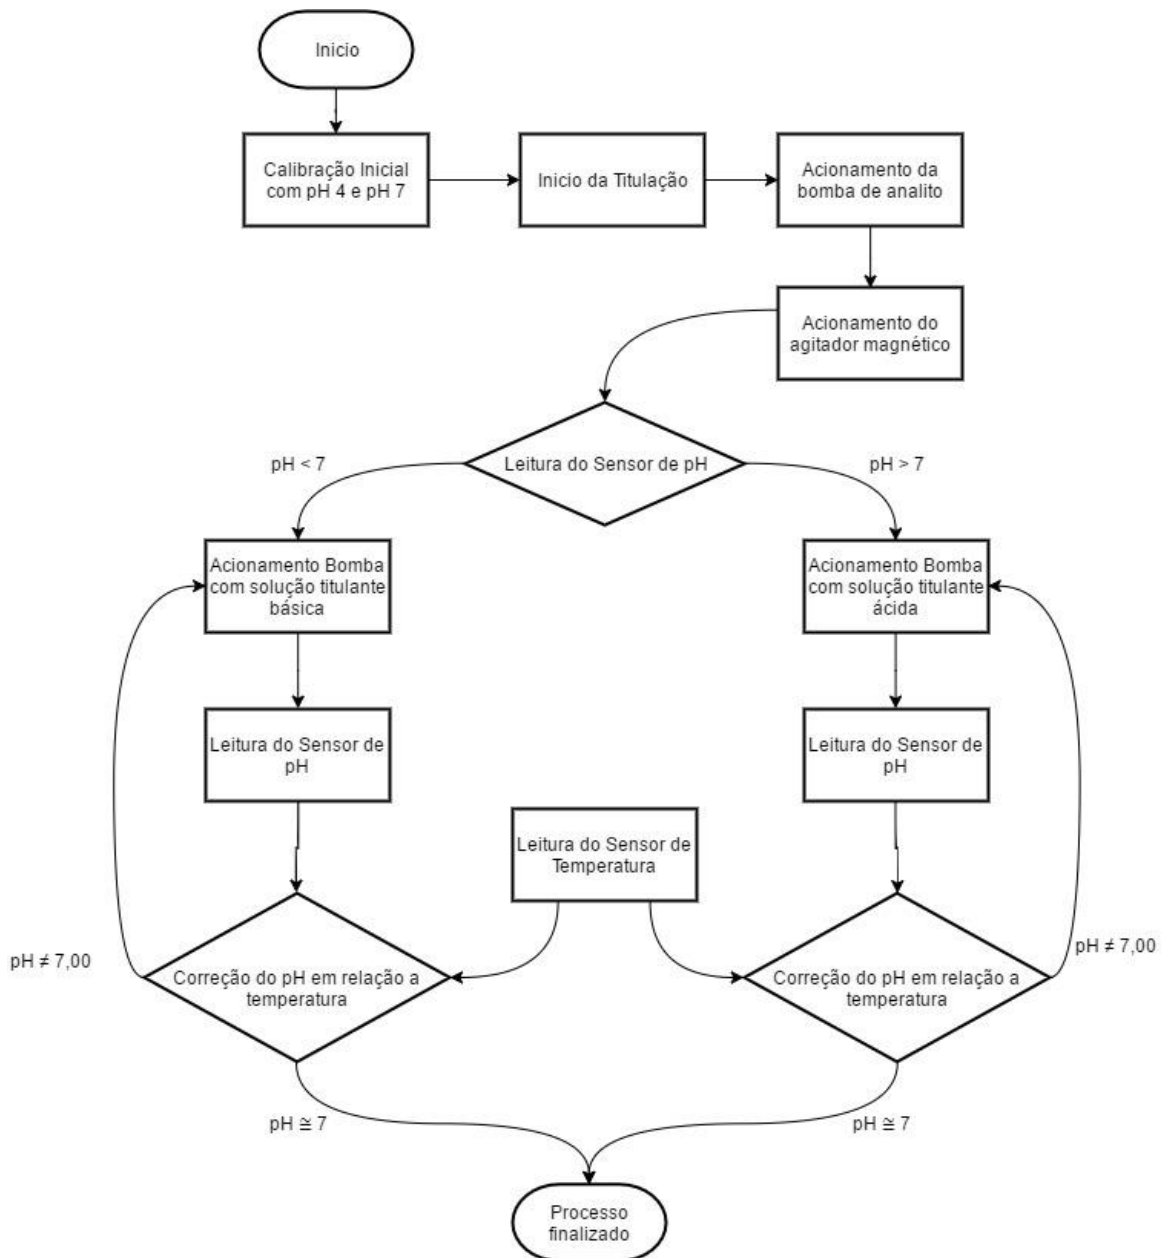 Inicio
Calibração Inicial
com pH 4 e pH 7
Inicio da Titulação
Acionamento da
bomba de analito
Acionamento do
agitador magnético
Leitura do Sensor de pH
pH < 7
pH > 7
Acionamento Bomba
com solução titulante
básica
Acionamento Bomba
com solução titulante
ácida
Leitura do Sensor de
pH
Leitura do Sensor de
pH
Leitura do Sensor de
Temperatura
pH ≠ 7,00
Correção do pH em relação a
temperatura
Correção do pH em relação a
temperatura
pH ≠ 7,00
pH ≅ 7
pH ≅ 7
Processo
finalizado